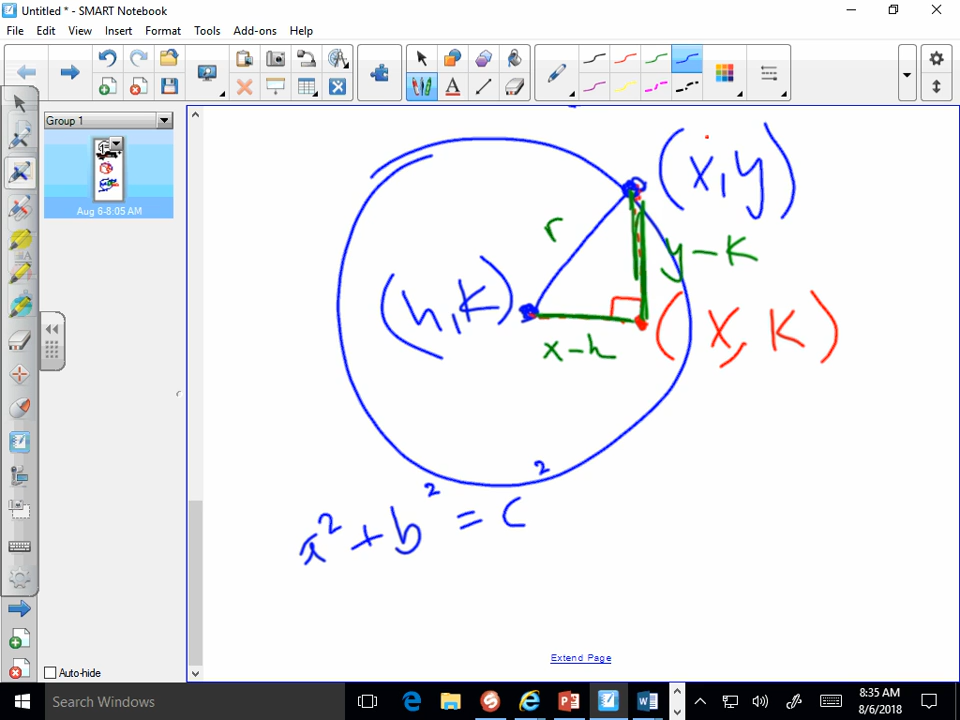 Untitled * - SMART Notebook
File Edit View Insert Format Tools Add-ons Help
Group 1
Aug 6-8:05 AM
(x,y)
r
y-k
(h,k)
x-h
(x,k)
a² + b² = c²
Extend Page
Auto-hide
Search Windows
8:35 AM
8/6/2018